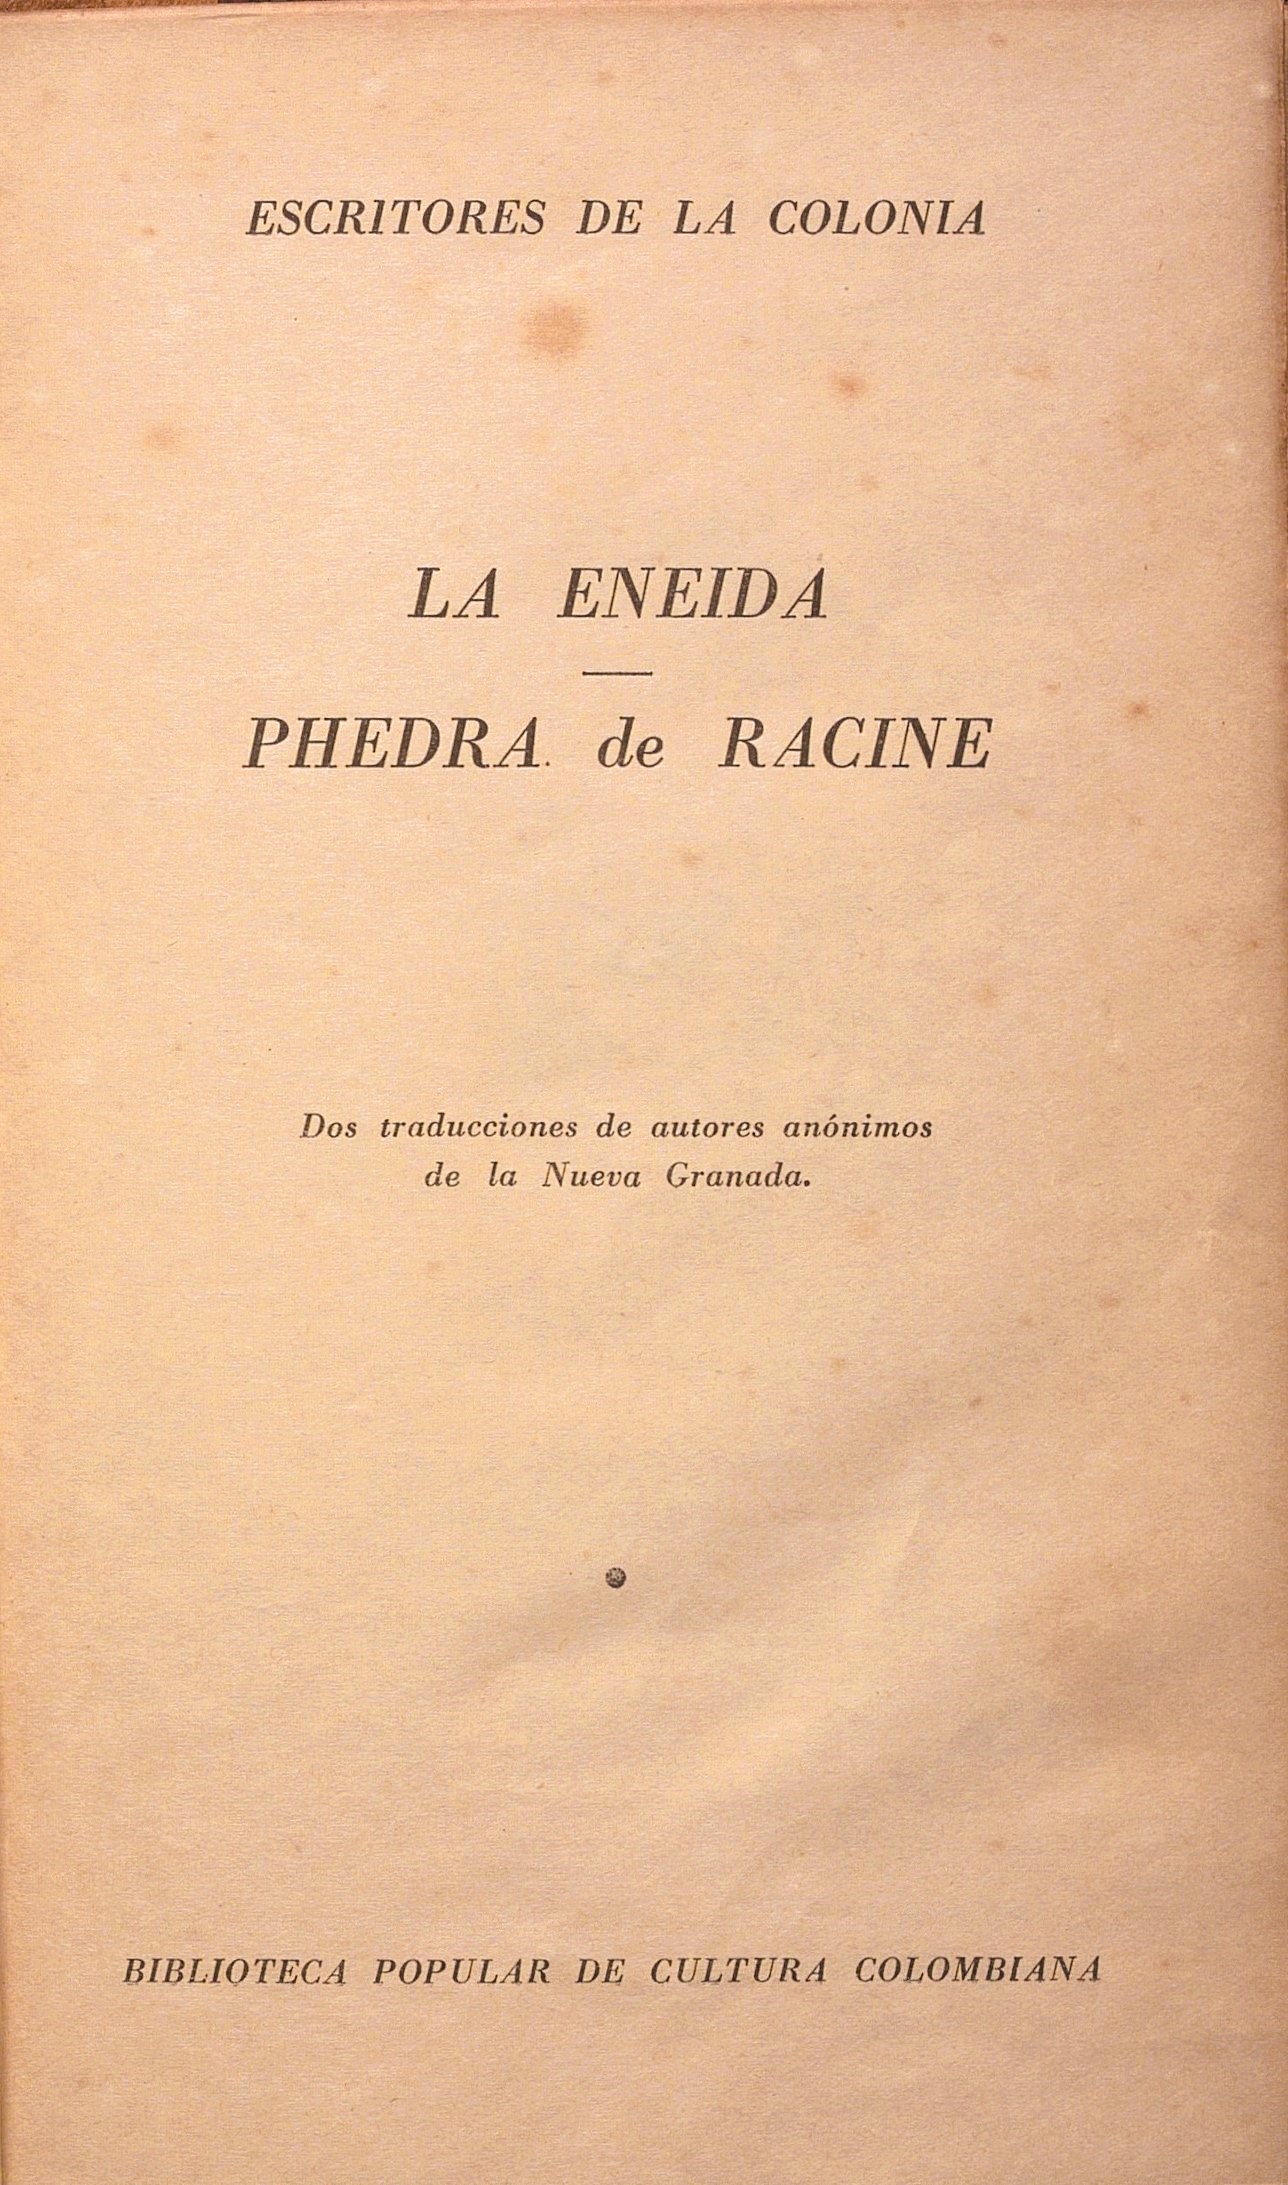 ESCRITORES DE LA COLONIA
LA ENEIDA
PHEDRA. de RACINE
Dos traducciones de autores anónimos
de la Nueva Granada.
BIBLIOTECA POPULAR DE CULTURA COLOMBIANA